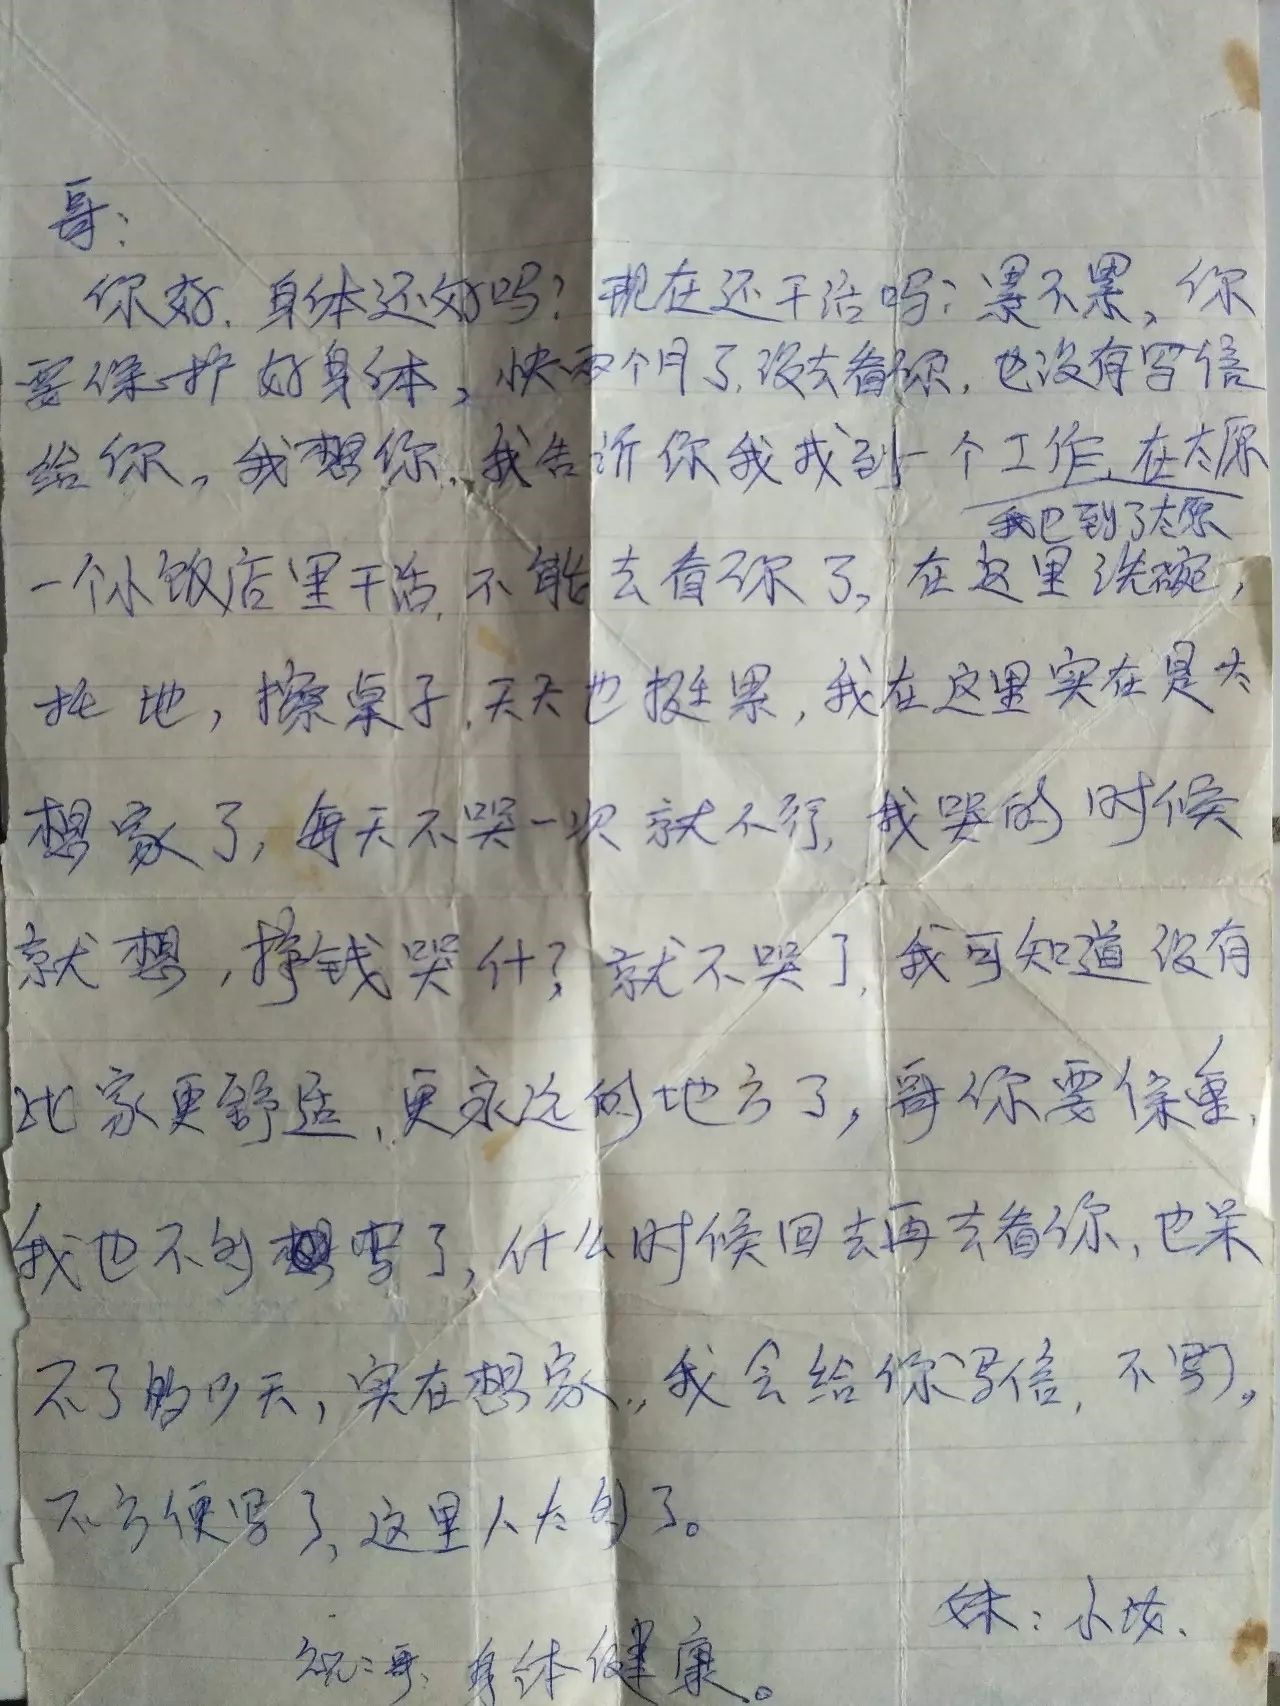 哥：
你好，身体还好吗？现在还干活吗？累不累，你
要保护好身体，快两个月了，没去看你，也没有写信
给你，我想你，我告诉你我找到一个工作，在太原
我已到了太原
一个小饭店里干活，不能去看你了，在这里洗碗，
拖地，擦桌子，天天也挺累，我在这里实在是太
想家了，每天不哭一次就不行，我哭的时候
就想，挣钱哭什？就不哭了，我可知道没有
比家更舒适，更永远的地方了，哥你要保重，
我也不多写了，什么时候回去再去看你，也呆
不了多少天，实在想家，我会给你写信，不写了。
不方便写了，这里人太多了。
妹：小
祝：哥，身体健康。